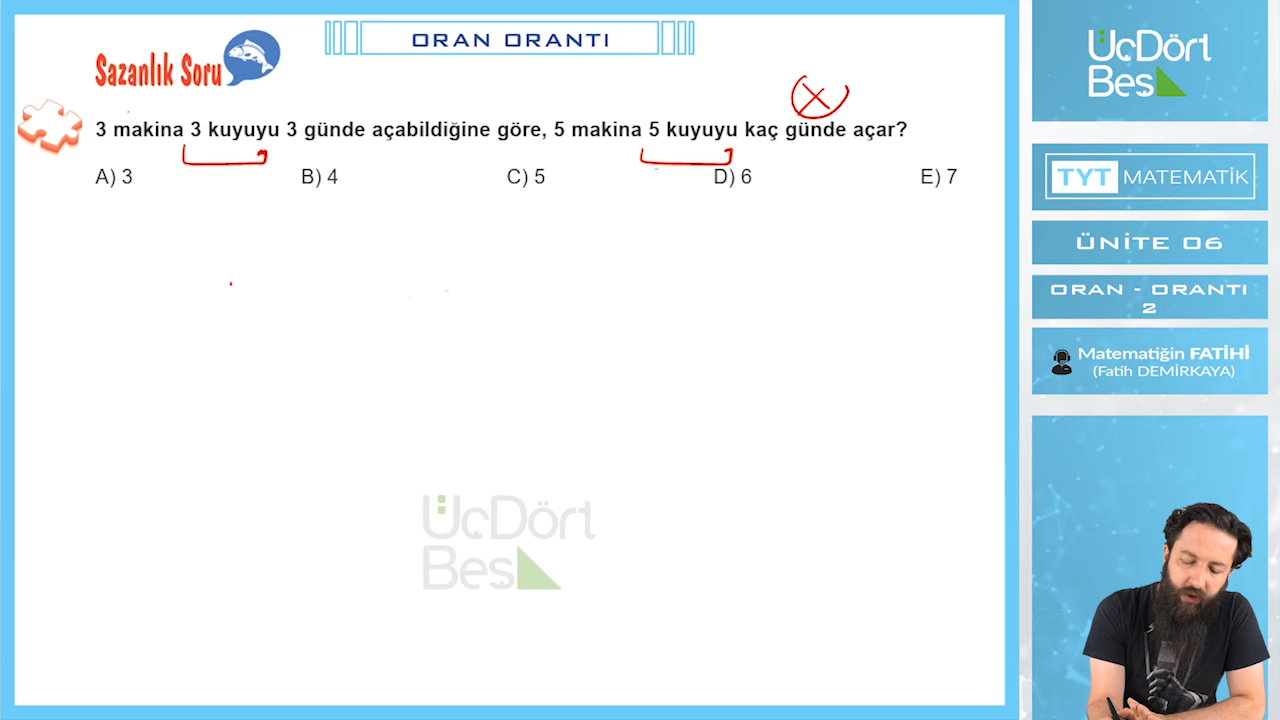 ORAN ORANTI
Sazanlık Soru
3 makina 3 kuyuyu 3 günde açabildiğine göre, 5 makina 5 kuyuyu kaç günde açar?
A) 3 B) 4 C) 5 D) 6 E) 7
ÜçDört
Beş
ÜçDört
Beş
TYT MATEMATİK
ÜNİTE 06
ORAN - ORANTI
2
Matematiğin FATİHİ
(Fatih DEMİRKAYA)